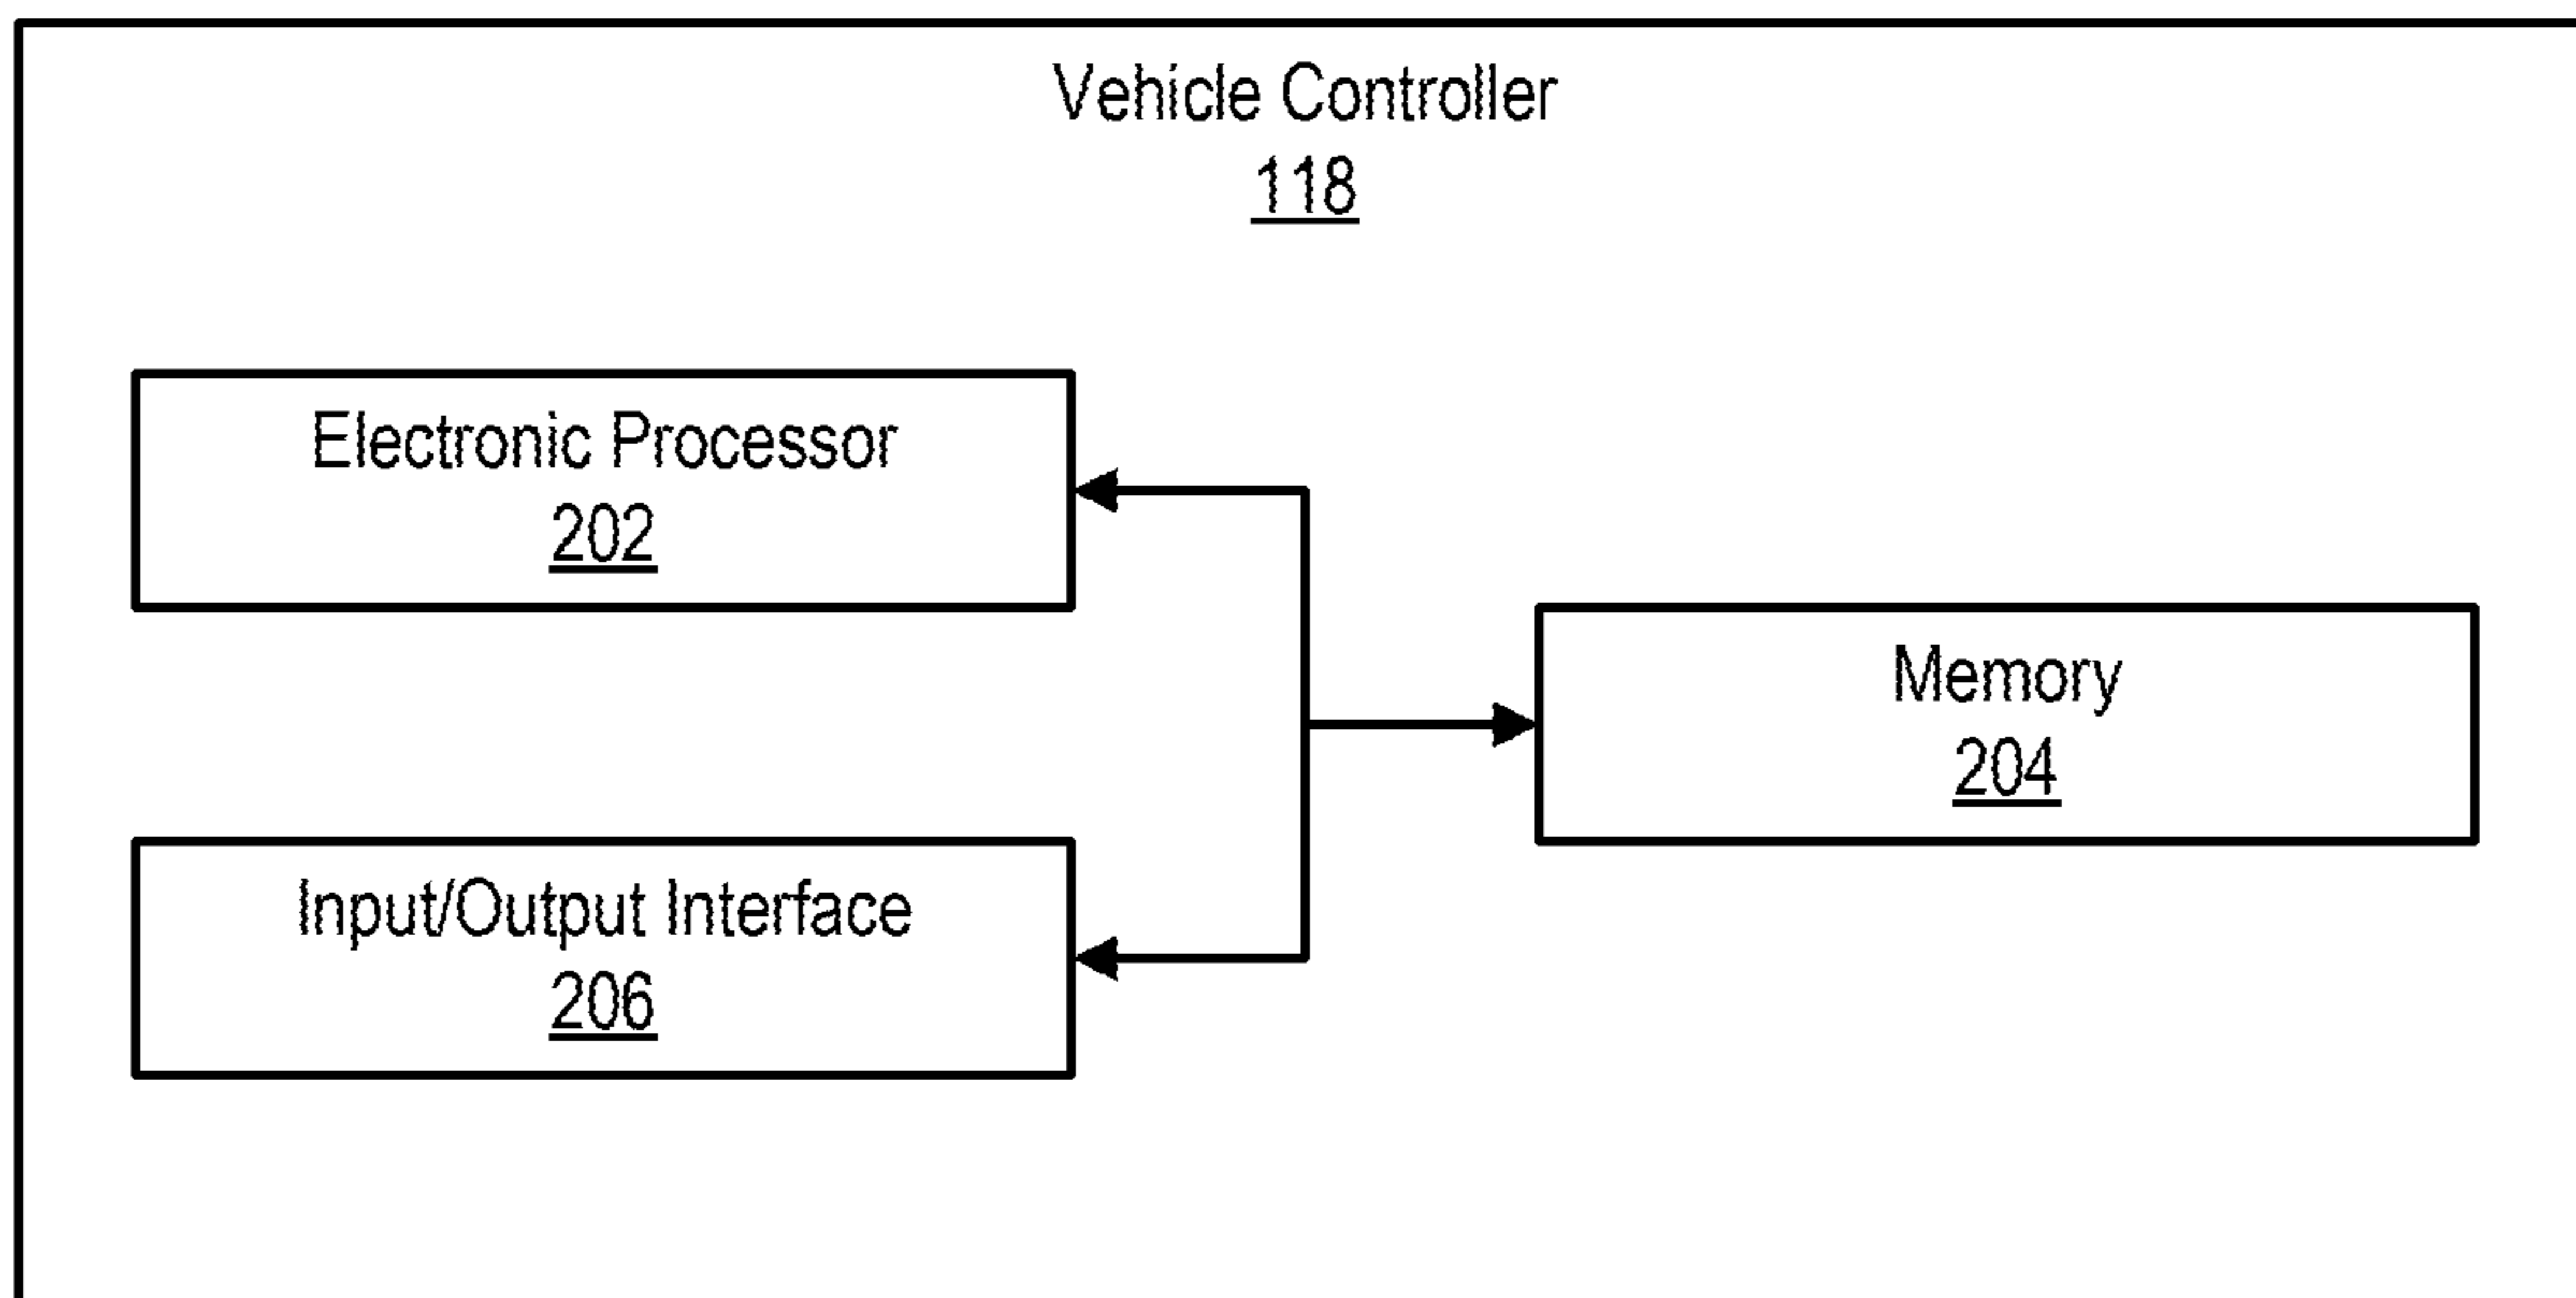 Vehicle Controller
118
Electronic Processor
202
Memory
204
Input/Output Interface
206